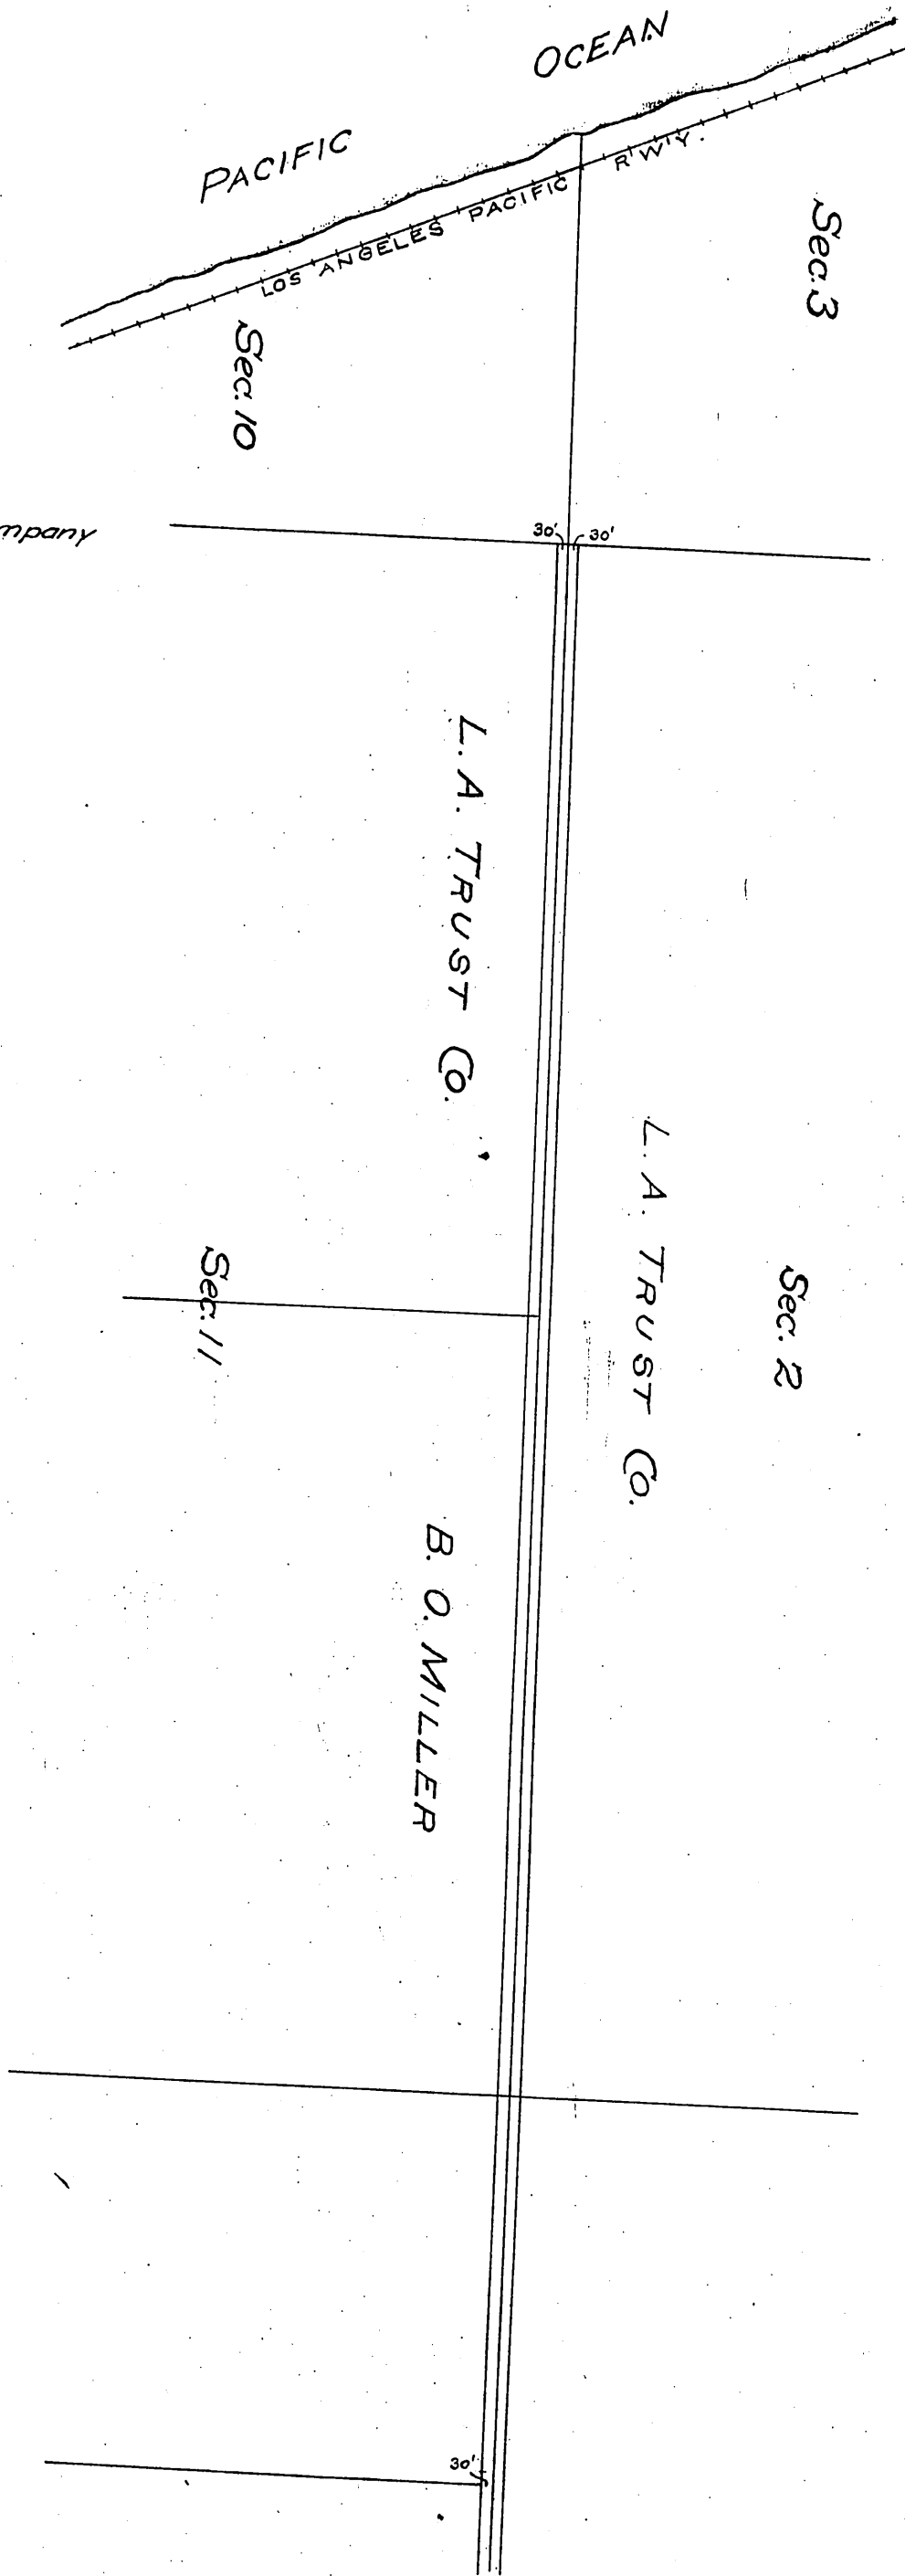 PACIFIC OCEAN
LOS ANGELES PACIFIC R'W'Y.
Sec. 3
Sec. 10
mpany
30' 30'
L. A. TRUST Co.
L. A. TRUST Co.
Sec. 2
Sec. 11
B. O. MILLER
30'